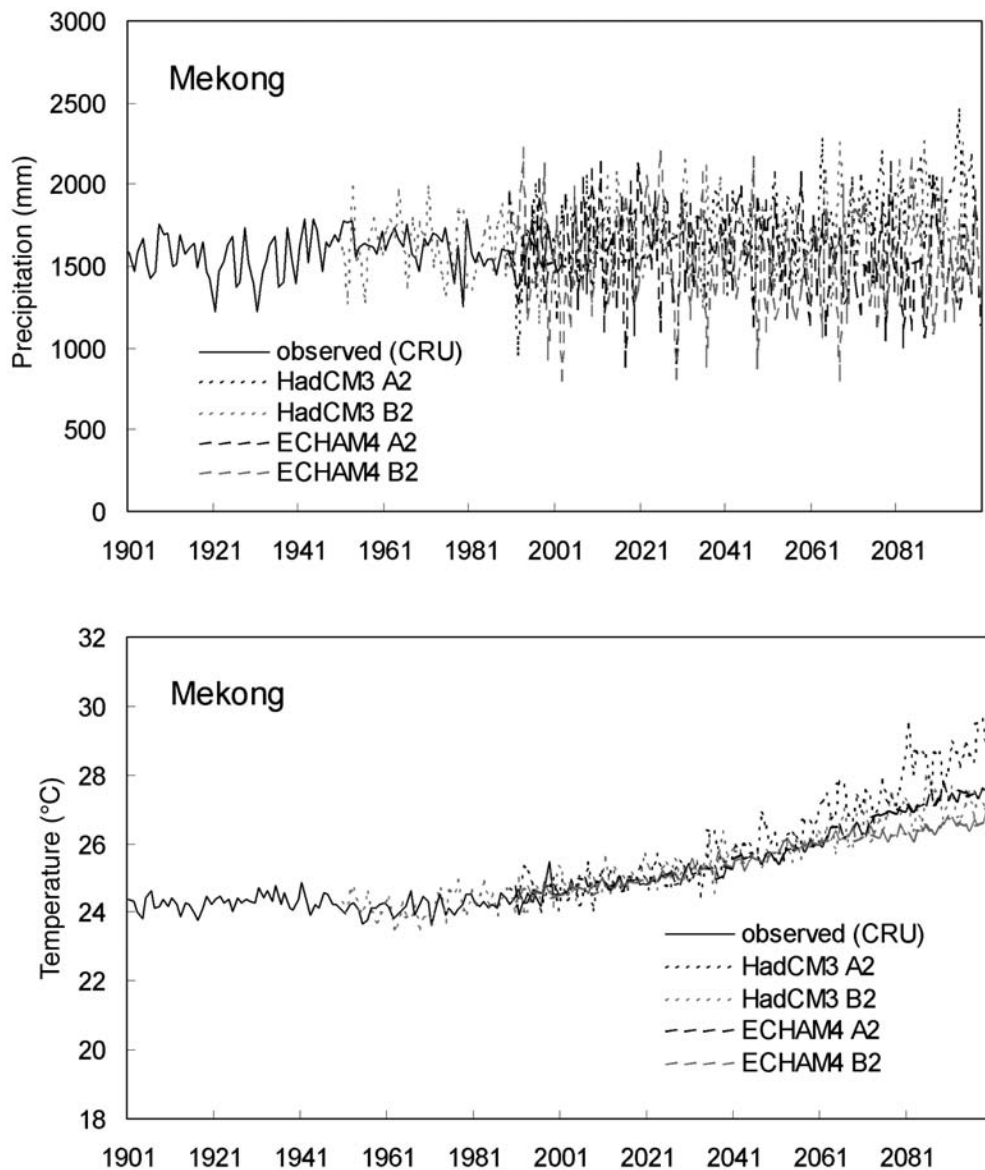 3000
2500
2000
1500
1000
500
0
Precipitation (mm)
Mekong
observed (CRU)
HadCM3 A2
HadCM3 B2
ECHAM4 A2
ECHAM4 B2
1901 1921 1941 1961 1981 2001 2021 2041 2061 2081
32
30
28
26
24
22
20
18
Temperature (°C)
Mekong
observed (CRU)
HadCM3 A2
HadCM3 B2
ECHAM4 A2
ECHAM4 B2
1901 1921 1941 1961 1981 2001 2021 2041 2061 2081